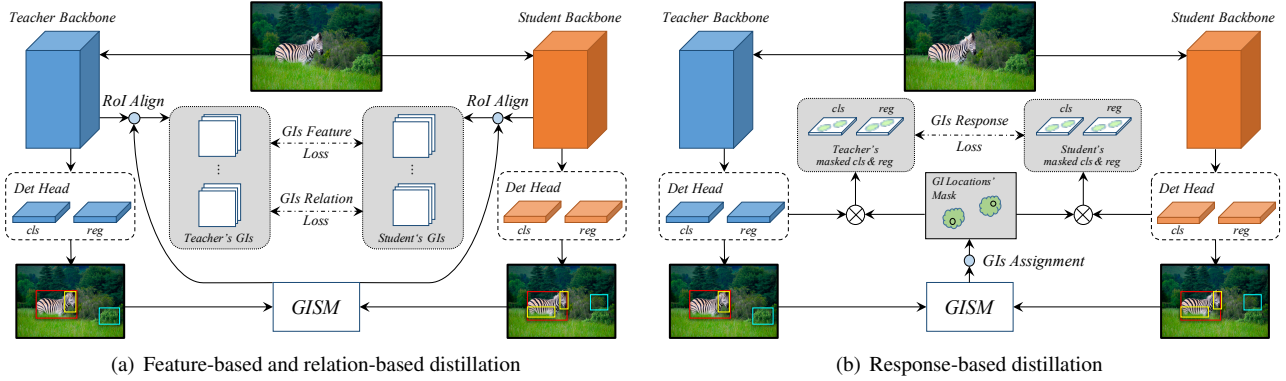 Teacher Backbone
Student Backbone
RoI Align
RoI Align
GIs Feature
Loss
⋮
⋮
GIs Relation
Loss
Teacher's GIs
Student's GIs
Det Head
cls reg
Det Head
cls reg
GISM
(a) Feature-based and relation-based distillation
Teacher Backbone
Student Backbone
cls reg
Teacher's
masked cls & reg
GIs Response
Loss
cls reg
Student's
masked cls & reg
Det Head
cls reg
GI Locations'
Mask
Det Head
cls reg
GIs Assignment
GISM
(b) Response-based distillation